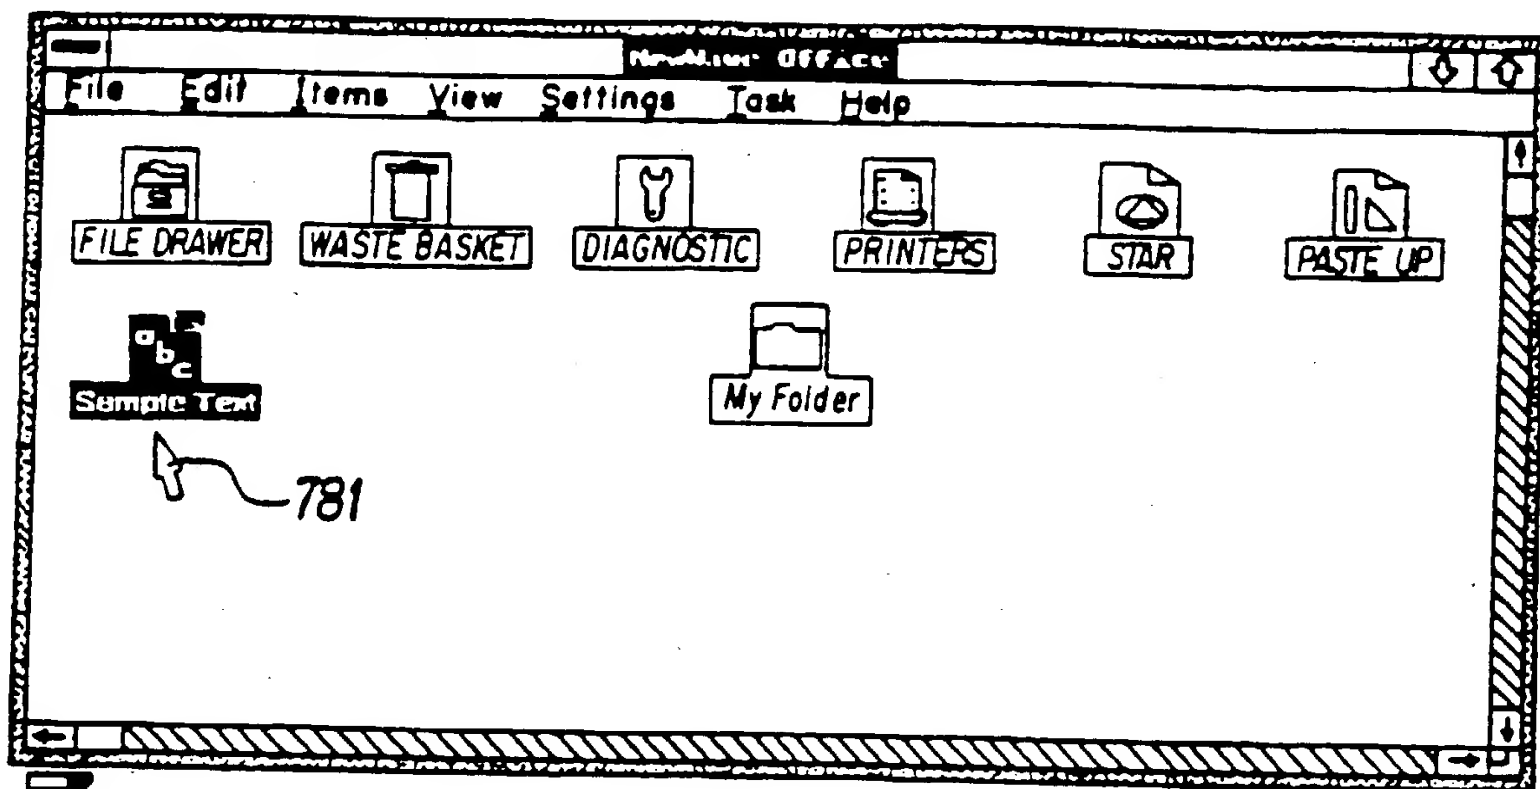 NewWave Office
File Edit Items View Settings Task Help
FILE DRAWER WASTE BASKET DIAGNOSTIC PRINTERS STAR PASTE UP
abc
Sample Text My Folder
781